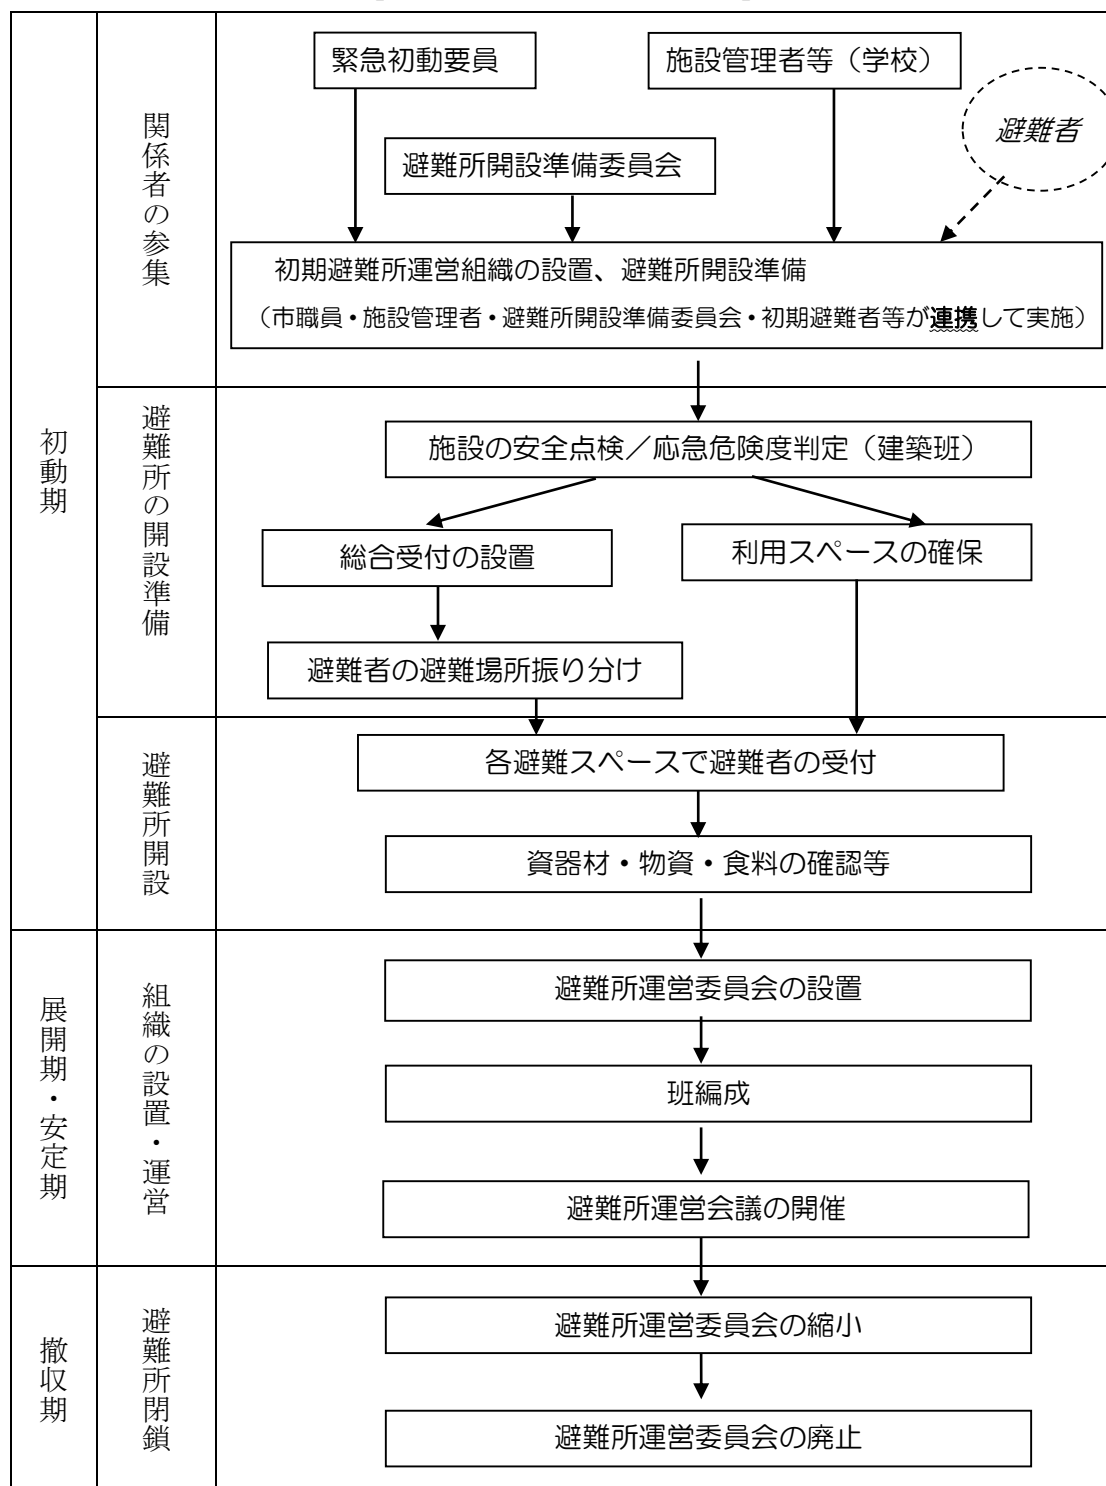 初動期
関係者の参集
緊急初動要員
施設管理者等（学校）
避難者
避難所開設準備委員会
初期避難所運営組織の設置、避難所開設準備
（市職員・施設管理者・避難所開設準備委員会・初期避難者等が連携して実施）
避難所の開設準備
施設の安全点検／応急危険度判定（建築班）
総合受付の設置
利用スペースの確保
避難者の避難場所振り分け
避難所開設
各避難スペースで避難者の受付
資器材・物資・食料の確認等
展開期・安定期
組織の設置・運営
避難所運営委員会の設置
班編成
避難所運営会議の開催
撤収期
避難所閉鎖
避難所運営委員会の縮小
避難所運営委員会の廃止